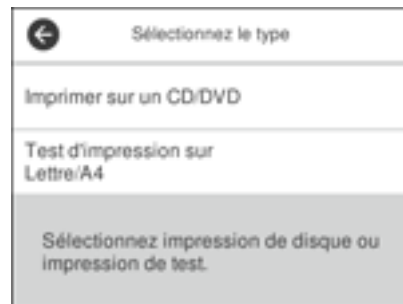 Sélectionnez le type
Imprimer sur un CD/DVD
Test d'impression sur
Lettre/A4
Sélectionnez impression de disque ou
impression de test.